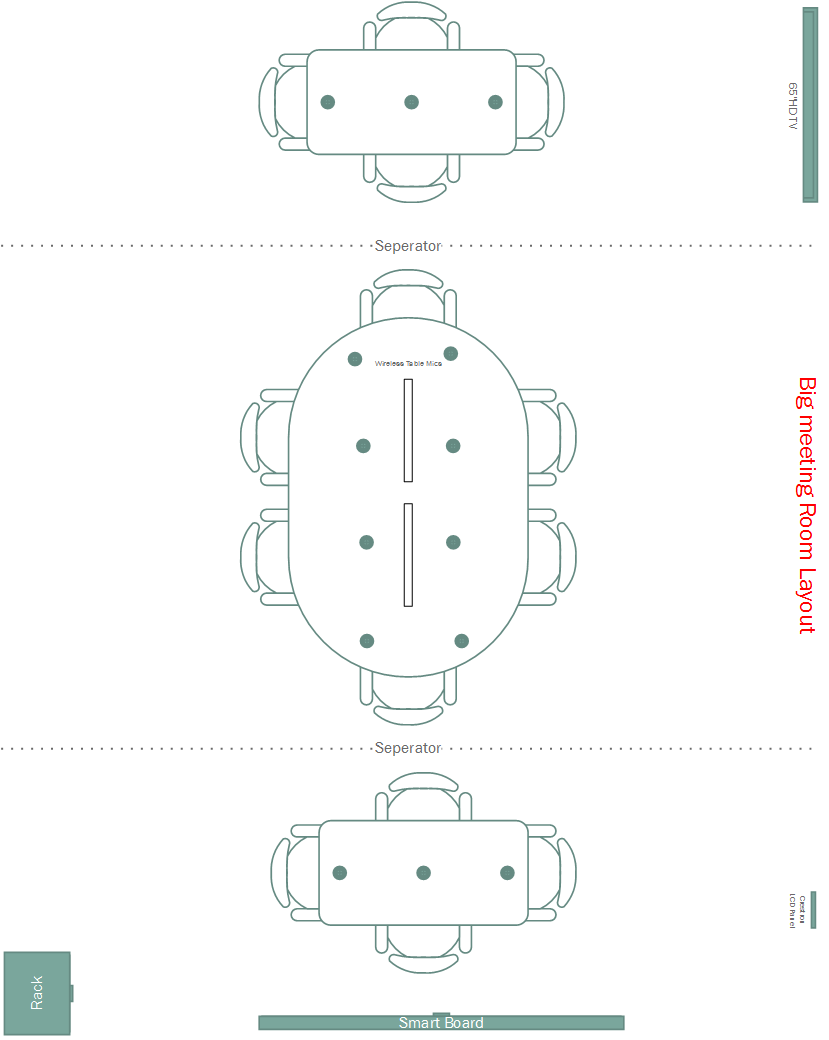 65"HDTV
Seperator
Wireless Table Mics
Big meeting Room Layout
Seperator
Crestron
LCD Panel
Rack
Smart Board